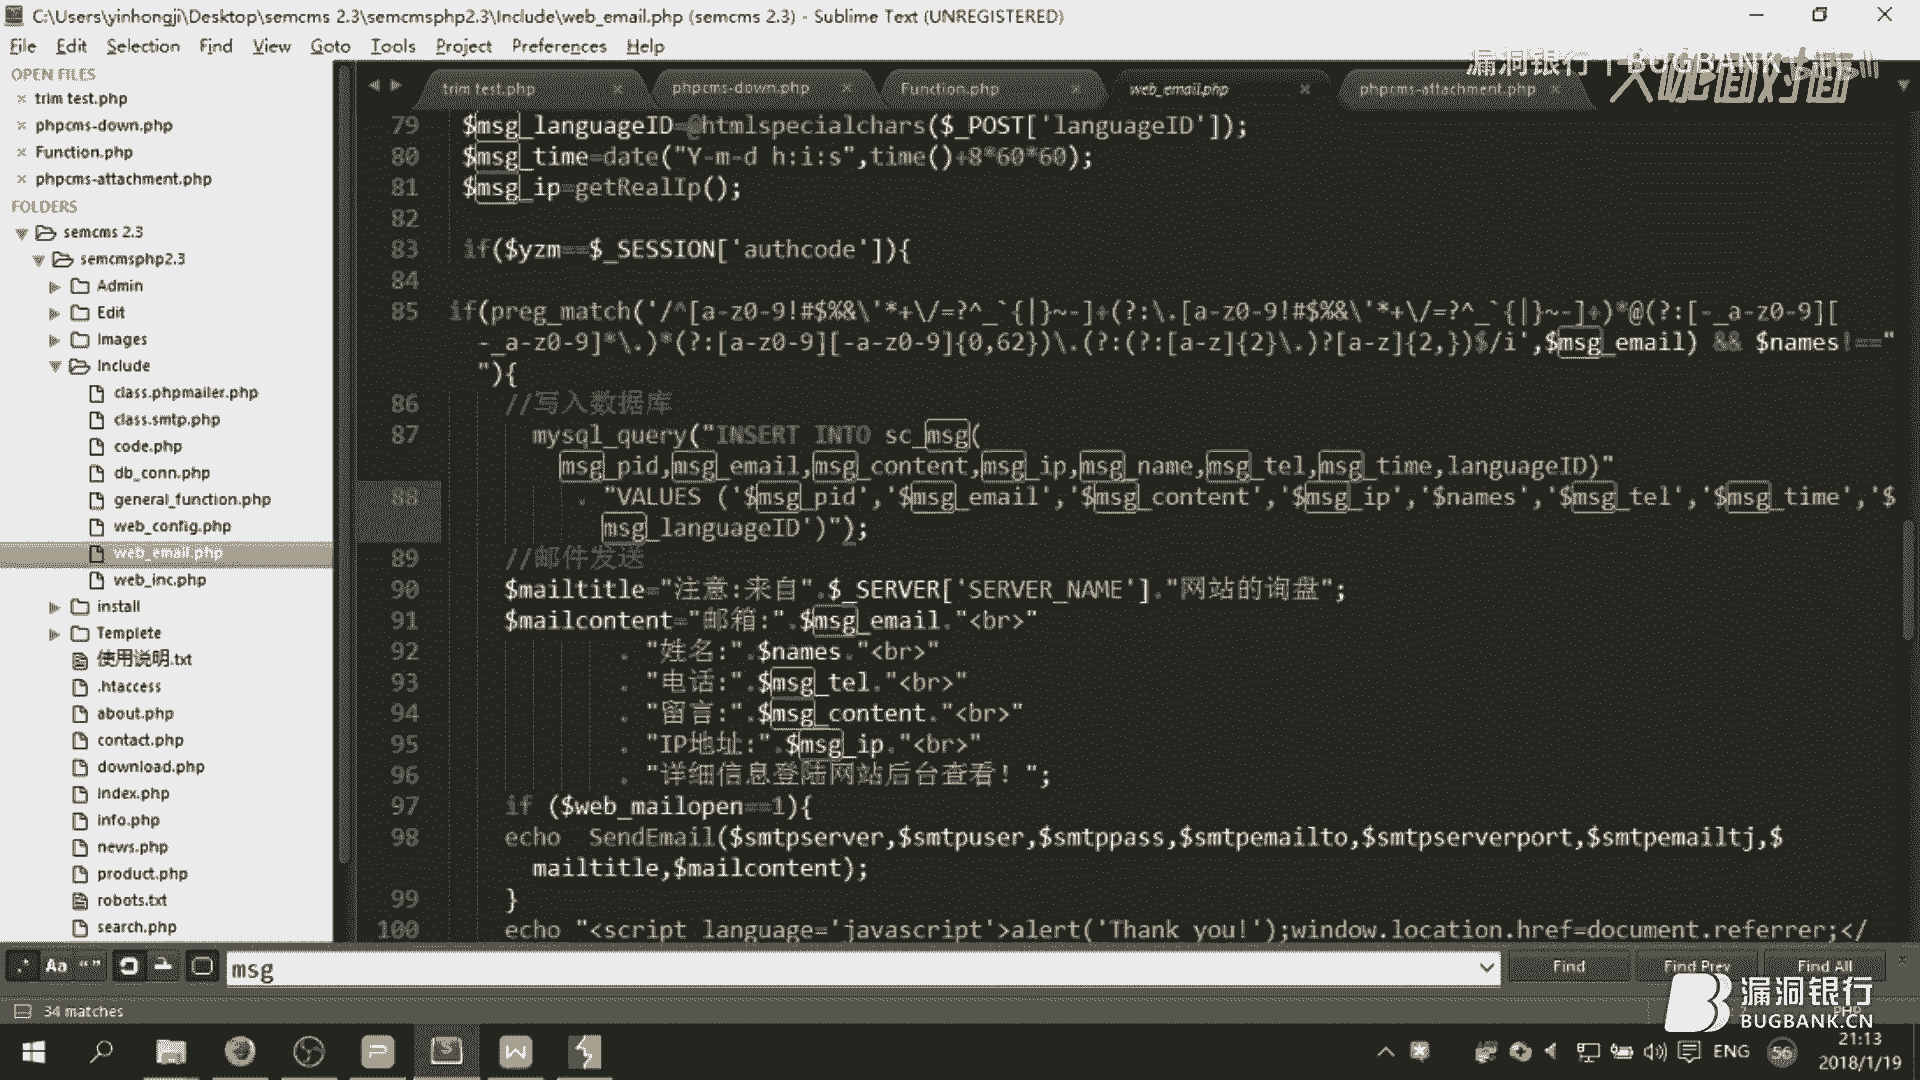 C:\Users\yinhongji\Desktop\semcms 2.3\semcmsphp2.3\Include\web_email.php (semcms 2.3) - Sublime Text (UNREGISTERED)
File Edit Selection Find View Goto Tools Project Preferences Help
漏洞银行 | BUGBANK
大咖面对面
OPEN FILES
trim test.php
phpcms-down.php
Function.php
phpcms-attachment.php
FOLDERS
semcms 2.3
semcmsphp2.3
Admin
Edit
Images
Include
class.phpmailer.php
class.smtp.php
code.php
db_conn.php
general_function.php
web_config.php
web_email.php
web_inc.php
install
Templete
使用说明.txt
.htaccess
about.php
contact.php
download.php
index.php
info.php
news.php
product.php
robots.txt
search.php
trim test.php phpcms-down.php Function.php web_email.php phpcms-attachment.php
79 $msg_languageID=@htmlspecialchars($_POST['languageID']);
80 $msg_time=date("Y-m-d h:i:s",time()+8*60*60);
81 $msg_ip=getRealIp();
82
83 if($yzm==$_SESSION['authcode']){
84
85 if(preg_match('/^[a-z0-9!#$%&\'*+\/=?^_`{|}~-]+(?:\.[a-z0-9!#$%&\'*+\/=?^_`{|}~-]+)*@(?:[-_a-z0-9][
-_a-z0-9]*\.)*(?:[a-z0-9][-a-z0-9]{0,62})\.(?:(?:[a-z]{2}\.)?[a-z]{2,})$/i',$msg_email) && $names!=="
"){
86 //写入数据库
87 mysql_query("INSERT INTO sc_msg(
msg_pid,msg_email,msg_content,msg_ip,msg_name,msg_tel,msg_time,languageID)"
88 . "VALUES ('$msg_pid','$msg_email','$msg_content','$msg_ip','$names','$msg_tel','$msg_time','$
msg_languageID')");
89 //邮件发送
90 $mailtitle="注意:来自".$_SERVER['SERVER_NAME']."网站的询盘";
91 $mailcontent="邮箱:".$msg_email."<br>"
92 . "姓名:".$names."<br>"
93 . "电话:".$msg_tel."<br>"
94 . "留言:".$msg_content."<br>"
95 . "IP地址:".$msg_ip."<br>"
96 . "详细信息登陆网站后台查看！";
97 if ($web_mailopen==1){
98 echo SendEmail($smtpserver,$smtpuser,$smtppass,$smtpemailto,$smtpserverport,$smtpemailtj,$
mailtitle,$mailcontent);
99 }
100 echo "<script language='javascript'>alert('Thank you!');window.location.href=document.referrer;</
Aa “” msg Find Find Prev Find All
34 matches
PHP
漏洞银行
BUGBANK.CN
ENG 56
21:13
2018/1/19